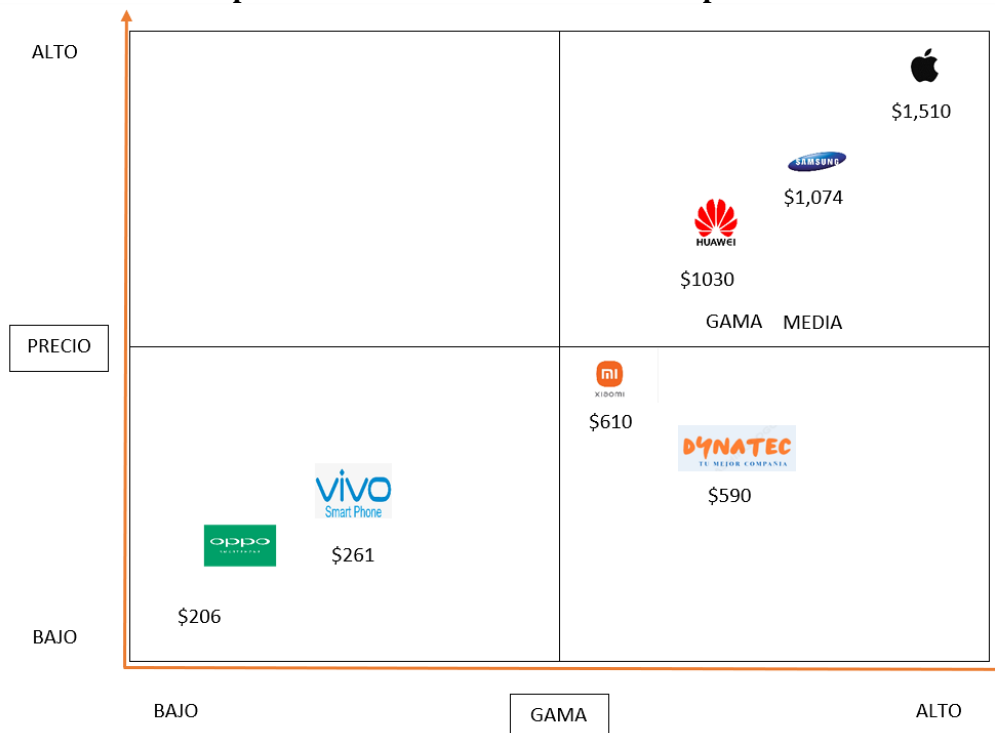 ALTO
$1,510
SAMSUNG
$1,074
HUAWEI
$1030
GAMA MEDIA
PRECIO
mi
XIAOMI
$610
DYNATEC
TU MEJOR COMPAÑIA
$590
vivo
Smart Phone
$261
oppo
$206
BAJO
BAJO
GAMA
ALTO